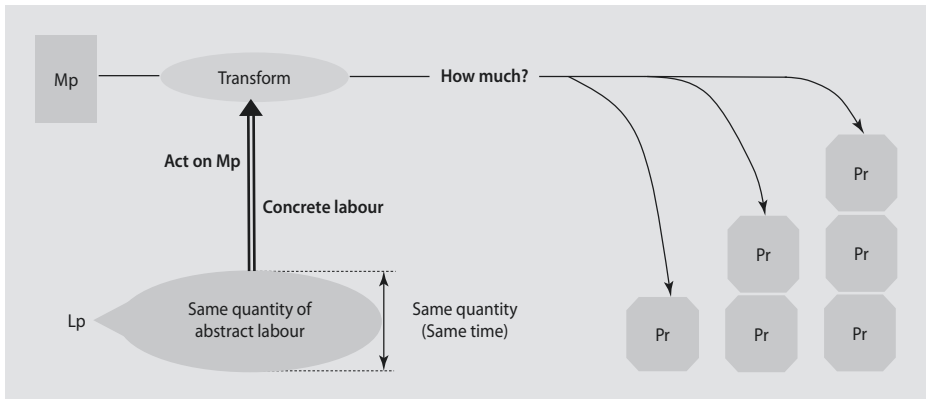 Mp
Transform
How much?
Act on Mp
Concrete labour
Lp
Same quantity of
abstract labour
Same quantity
(Same time)
Pr
Pr
Pr
Pr
Pr
Pr